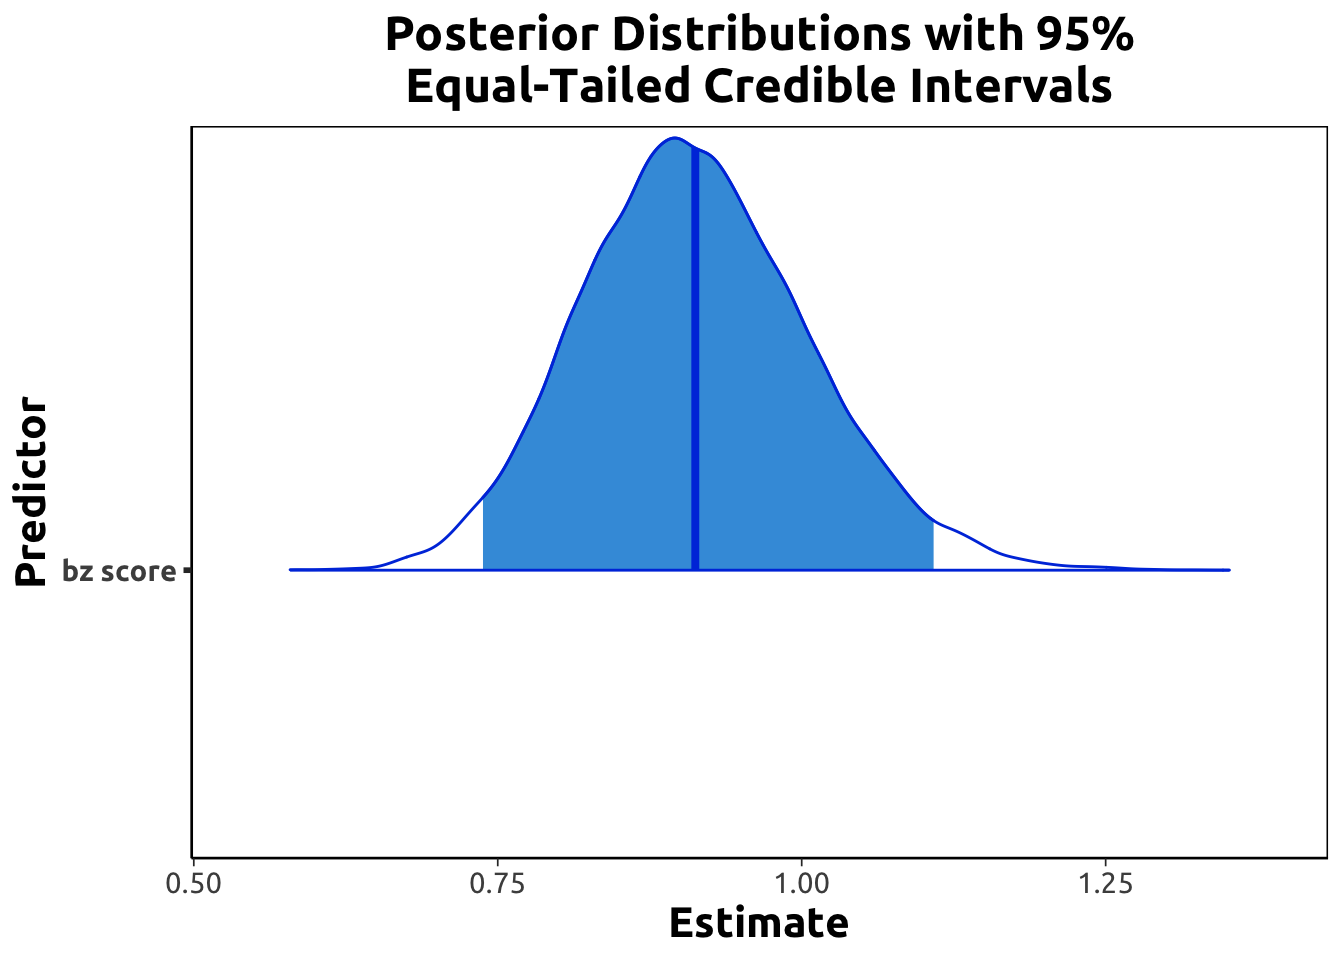 Posterior Distributions with 95%
Equal-Tailed Credible Intervals
Predictor
bz score
0.50 0.75 1.00 1.25
Estimate